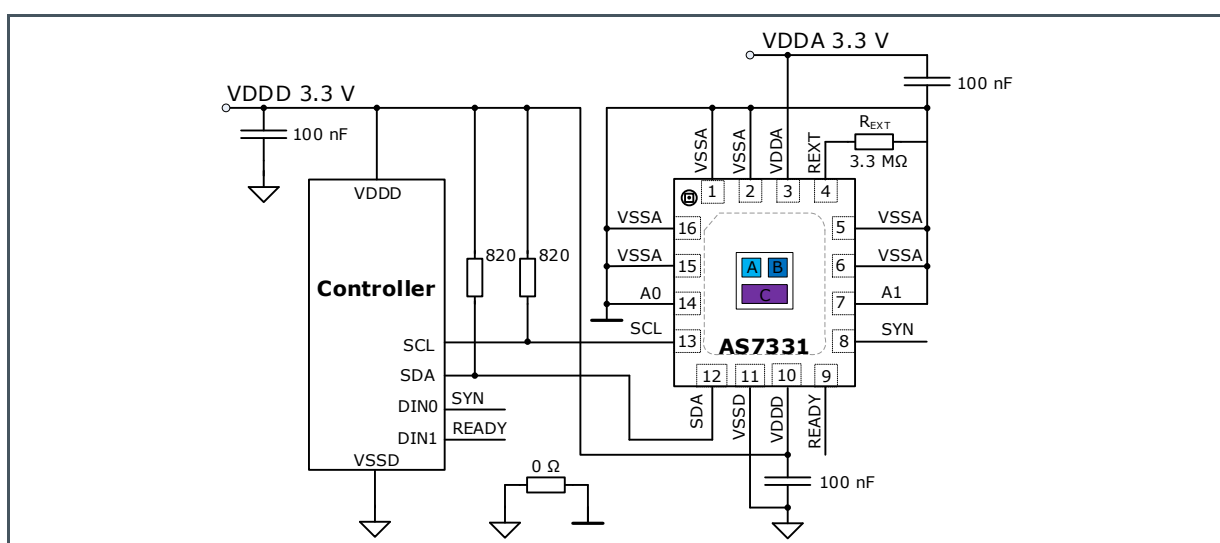 VDDA 3.3 V
100 nF
VDDD 3.3 V
100 nF
VDDD
820
820
Controller
SCL
SDA
DIN0
DIN1
SYN
READY
VSSD
0 Ω
VSSA
VSSA
VDDA
REXT
REXT
3.3 MΩ
1
2
3
4
VSSA
16
VSSA
15
A0
14
SCL
13
5
VSSA
6
VSSA
7
A1
8
SYN
A
B
C
AS7331
12
11
10
9
SDA
VSSD
VDDD
READY
100 nF